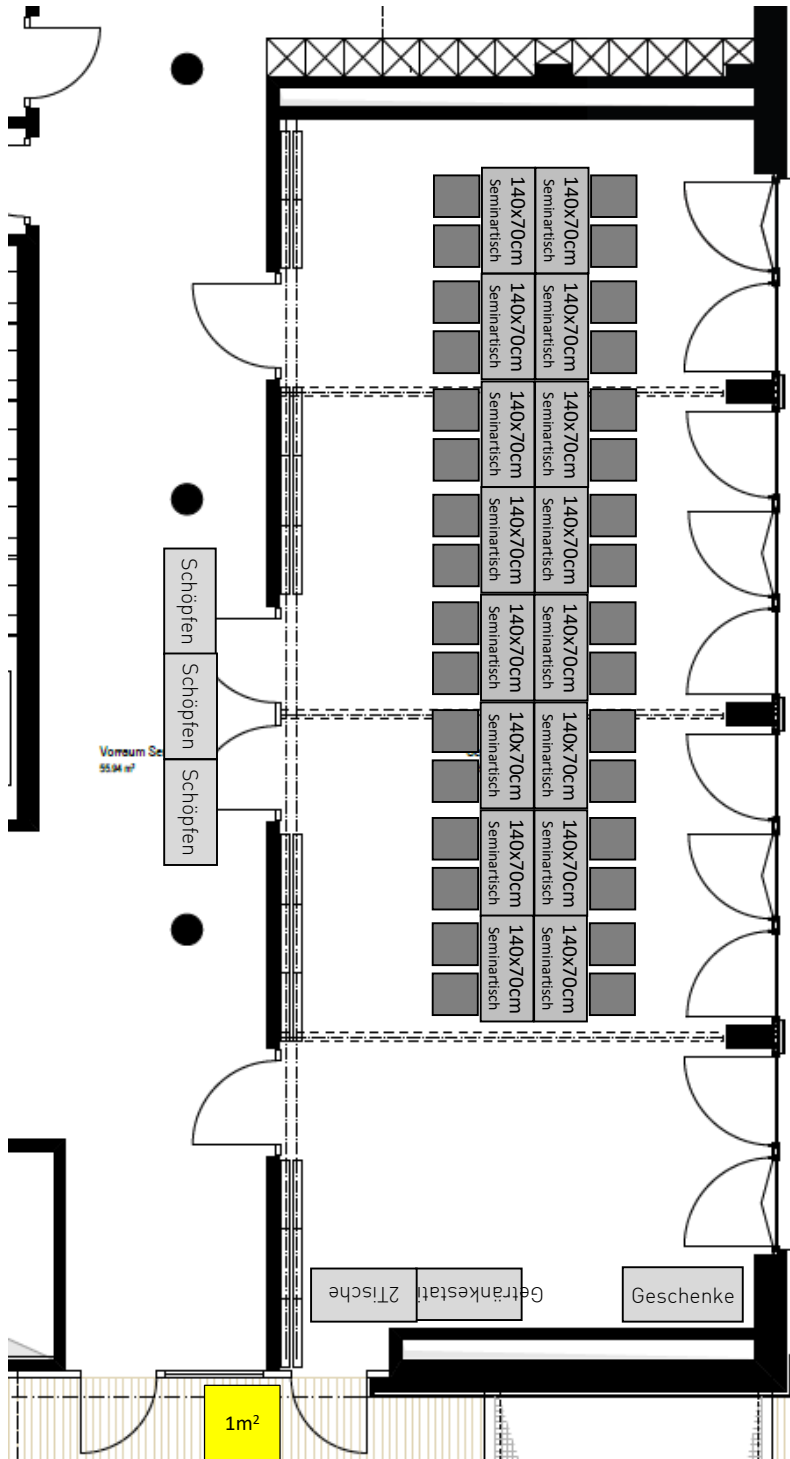 140x70cm
Seminartisch
140x70cm
Seminartisch
140x70cm
Seminartisch
140x70cm
Seminartisch
140x70cm
Seminartisch
140x70cm
Seminartisch
140x70cm
Seminartisch
140x70cm
Seminartisch
140x70cm
Seminartisch
140x70cm
Seminartisch
140x70cm
Seminartisch
140x70cm
Seminartisch
140x70cm
Seminartisch
140x70cm
Seminartisch
140x70cm
Seminartisch
140x70cm
Seminartisch
Schöpfen
Schöpfen
Schöpfen
Vorraum Se
55.94 m²
2Tische
Getränkestati
Geschenke
1m²